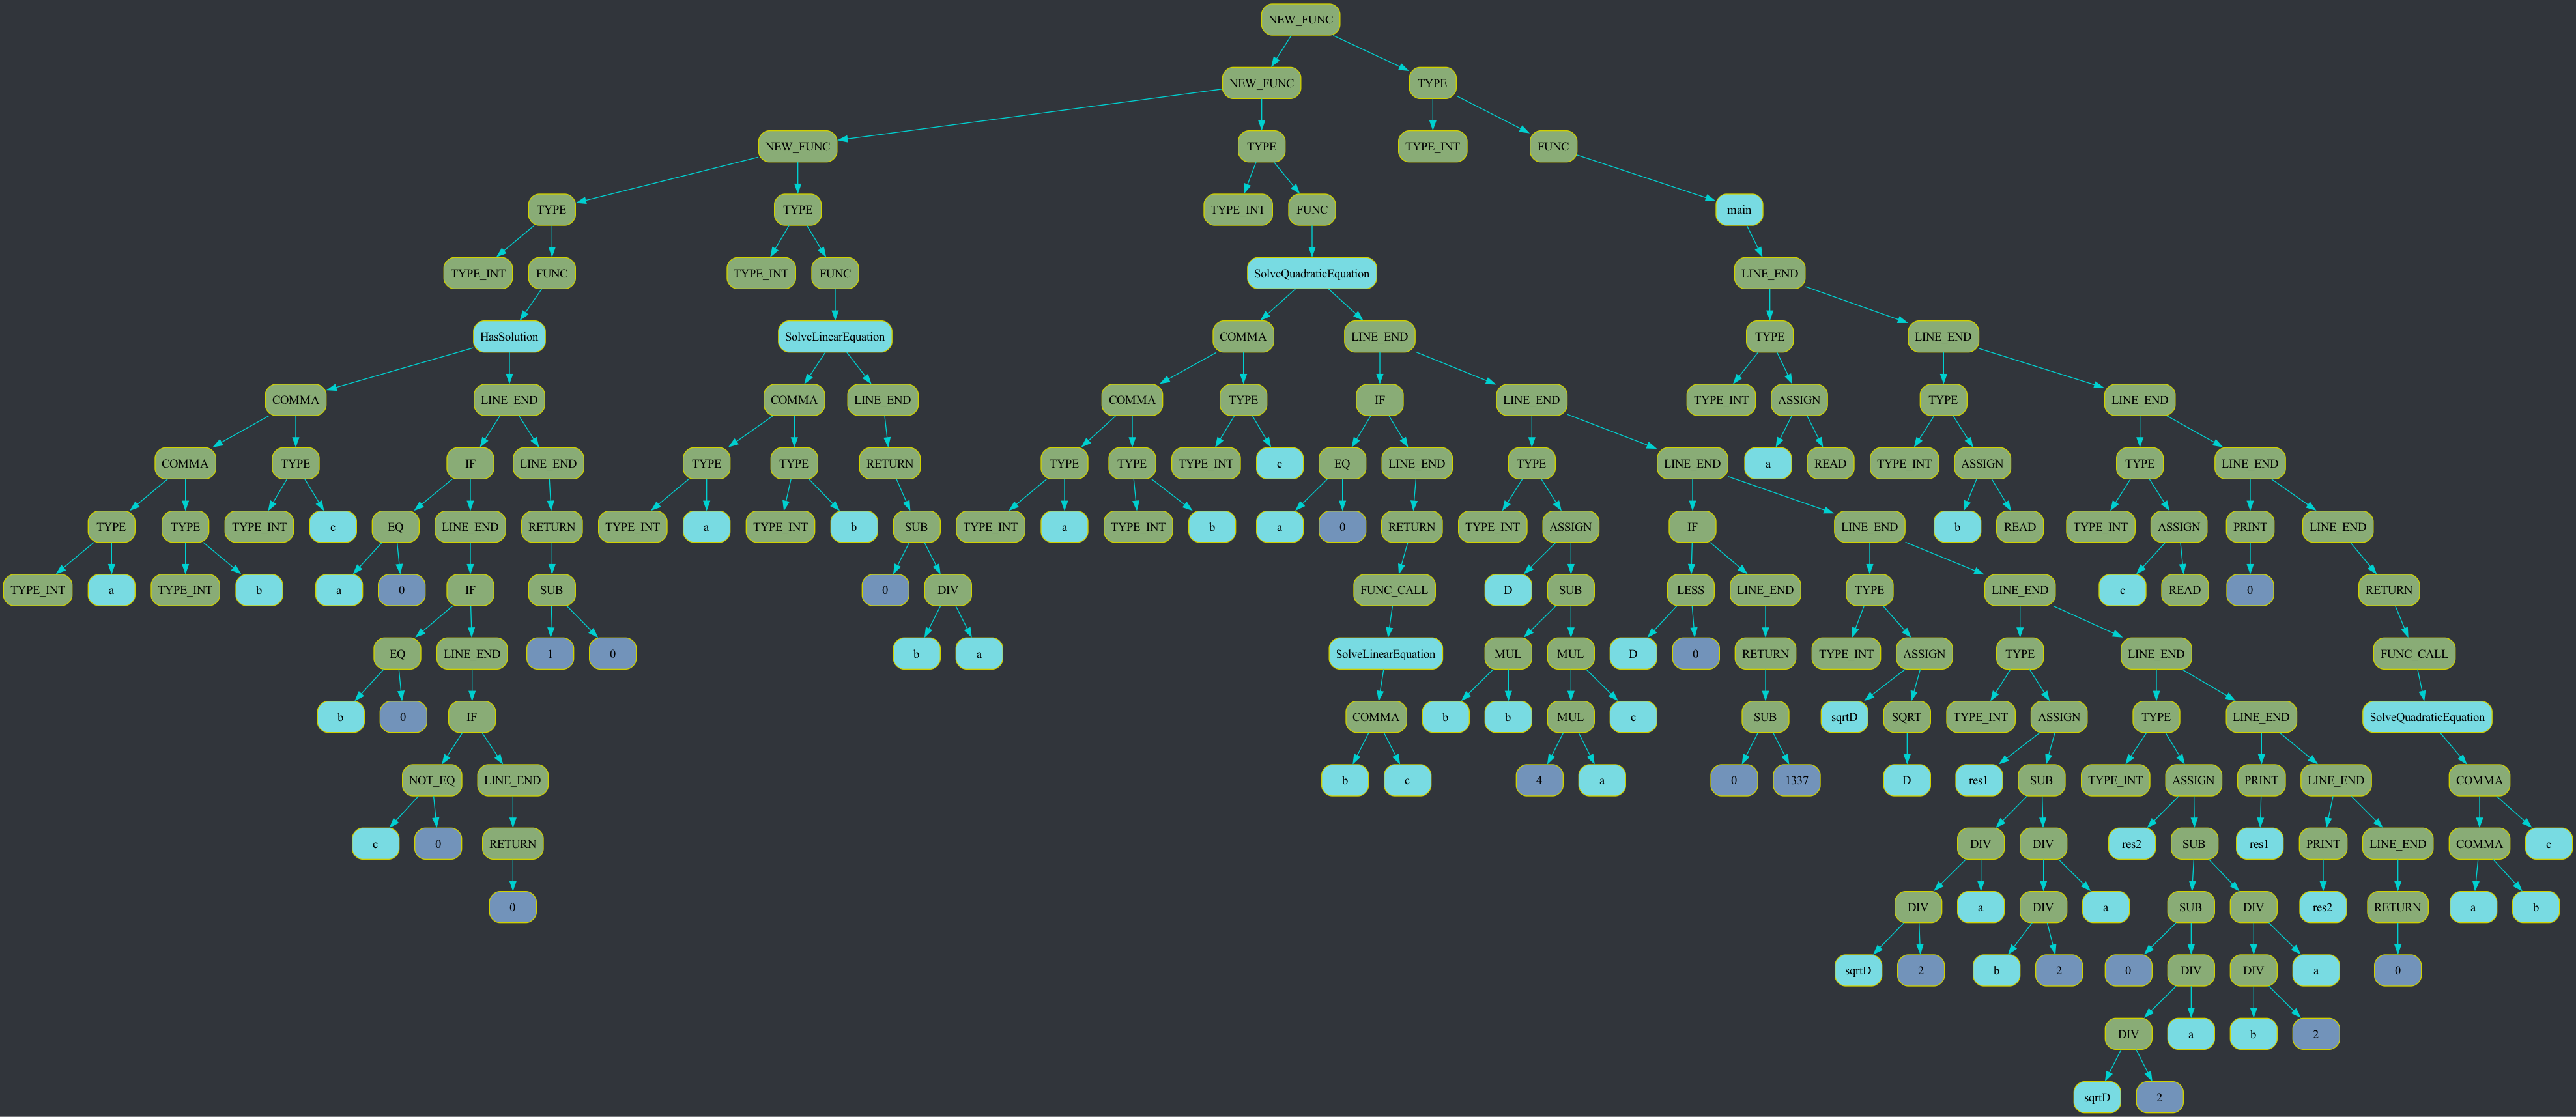 NEW_FUNC
NEW_FUNC TYPE
NEW_FUNC TYPE TYPE_INT FUNC
TYPE TYPE TYPE_INT FUNC main
TYPE_INT FUNC TYPE_INT FUNC SolveQuadraticEquation LINE_END
HasSolution SolveLinearEquation COMMA LINE_END TYPE LINE_END
COMMA LINE_END COMMA LINE_END COMMA TYPE IF LINE_END TYPE_INT ASSIGN TYPE LINE_END
COMMA TYPE IF LINE_END TYPE TYPE RETURN TYPE TYPE TYPE_INT c EQ LINE_END TYPE LINE_END a READ TYPE_INT ASSIGN TYPE LINE_END
TYPE TYPE TYPE_INT c EQ LINE_END RETURN TYPE_INT a TYPE_INT b SUB TYPE_INT a TYPE_INT b a 0 RETURN TYPE_INT ASSIGN IF LINE_END b READ TYPE_INT ASSIGN PRINT LINE_END
TYPE_INT a TYPE_INT b a 0 IF SUB 0 DIV FUNC_CALL D SUB LESS LINE_END TYPE LINE_END c READ 0 RETURN
EQ LINE_END 1 0 b a SolveLinearEquation MUL MUL D 0 RETURN TYPE_INT ASSIGN TYPE LINE_END FUNC_CALL
b 0 IF COMMA b b MUL c SUB sqrtD SQRT TYPE_INT ASSIGN TYPE LINE_END SolveQuadraticEquation
NOT_EQ LINE_END b c 4 a 0 1337 D res1 SUB TYPE_INT ASSIGN PRINT LINE_END COMMA
c 0 RETURN DIV DIV res2 SUB res1 PRINT LINE_END COMMA c
0 DIV a DIV a SUB DIV res2 RETURN a b
sqrtD 2 b 2 0 DIV DIV a 0
DIV a b 2
sqrtD 2